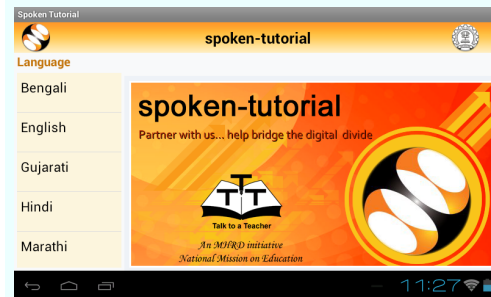 Spoken Tutorial
spoken-tutorial
Language
Bengali
English
Gujarati
Hindi
Marathi
spoken-tutorial
Partner with us... help bridge the digital divide
TTT
Talk to a Teacher
An MHRD initiative
National Mission on Education
11:27